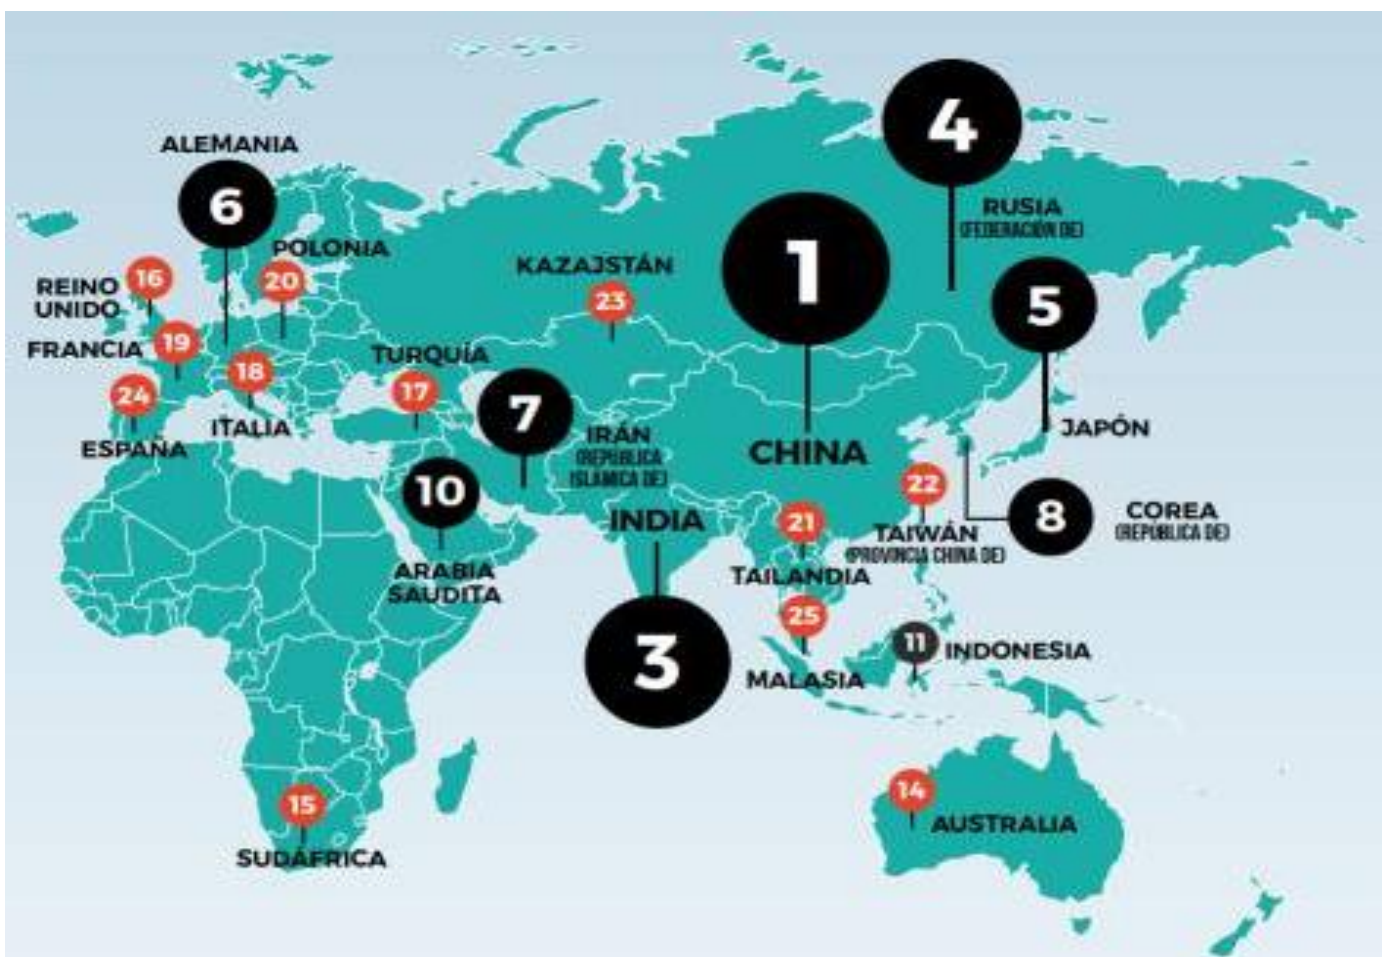 4
ALEMANIA
6
RUSIA
(FEDERACIÓN DE)
1
POLONIA
20
REINO
UNIDO
16
KAZAJSTÁN
23
5
FRANCIA
19
TURQUÍA
17
18
ITALIA
24
ESPAÑA
7
IRÁN
(REPÚBLICA
ISLÁMICA DE)
CHINA
JAPÓN
10
ARABIA
SAUDITA
INDIA
3
21
TAILANDIA
22
TAIWÁN
(PROVINCIA CHINA DE)
8
COREA
(REPÚBLICA DE)
25
MALASIA
11
INDONESIA
15
SUDÁFRICA
14
AUSTRALIA